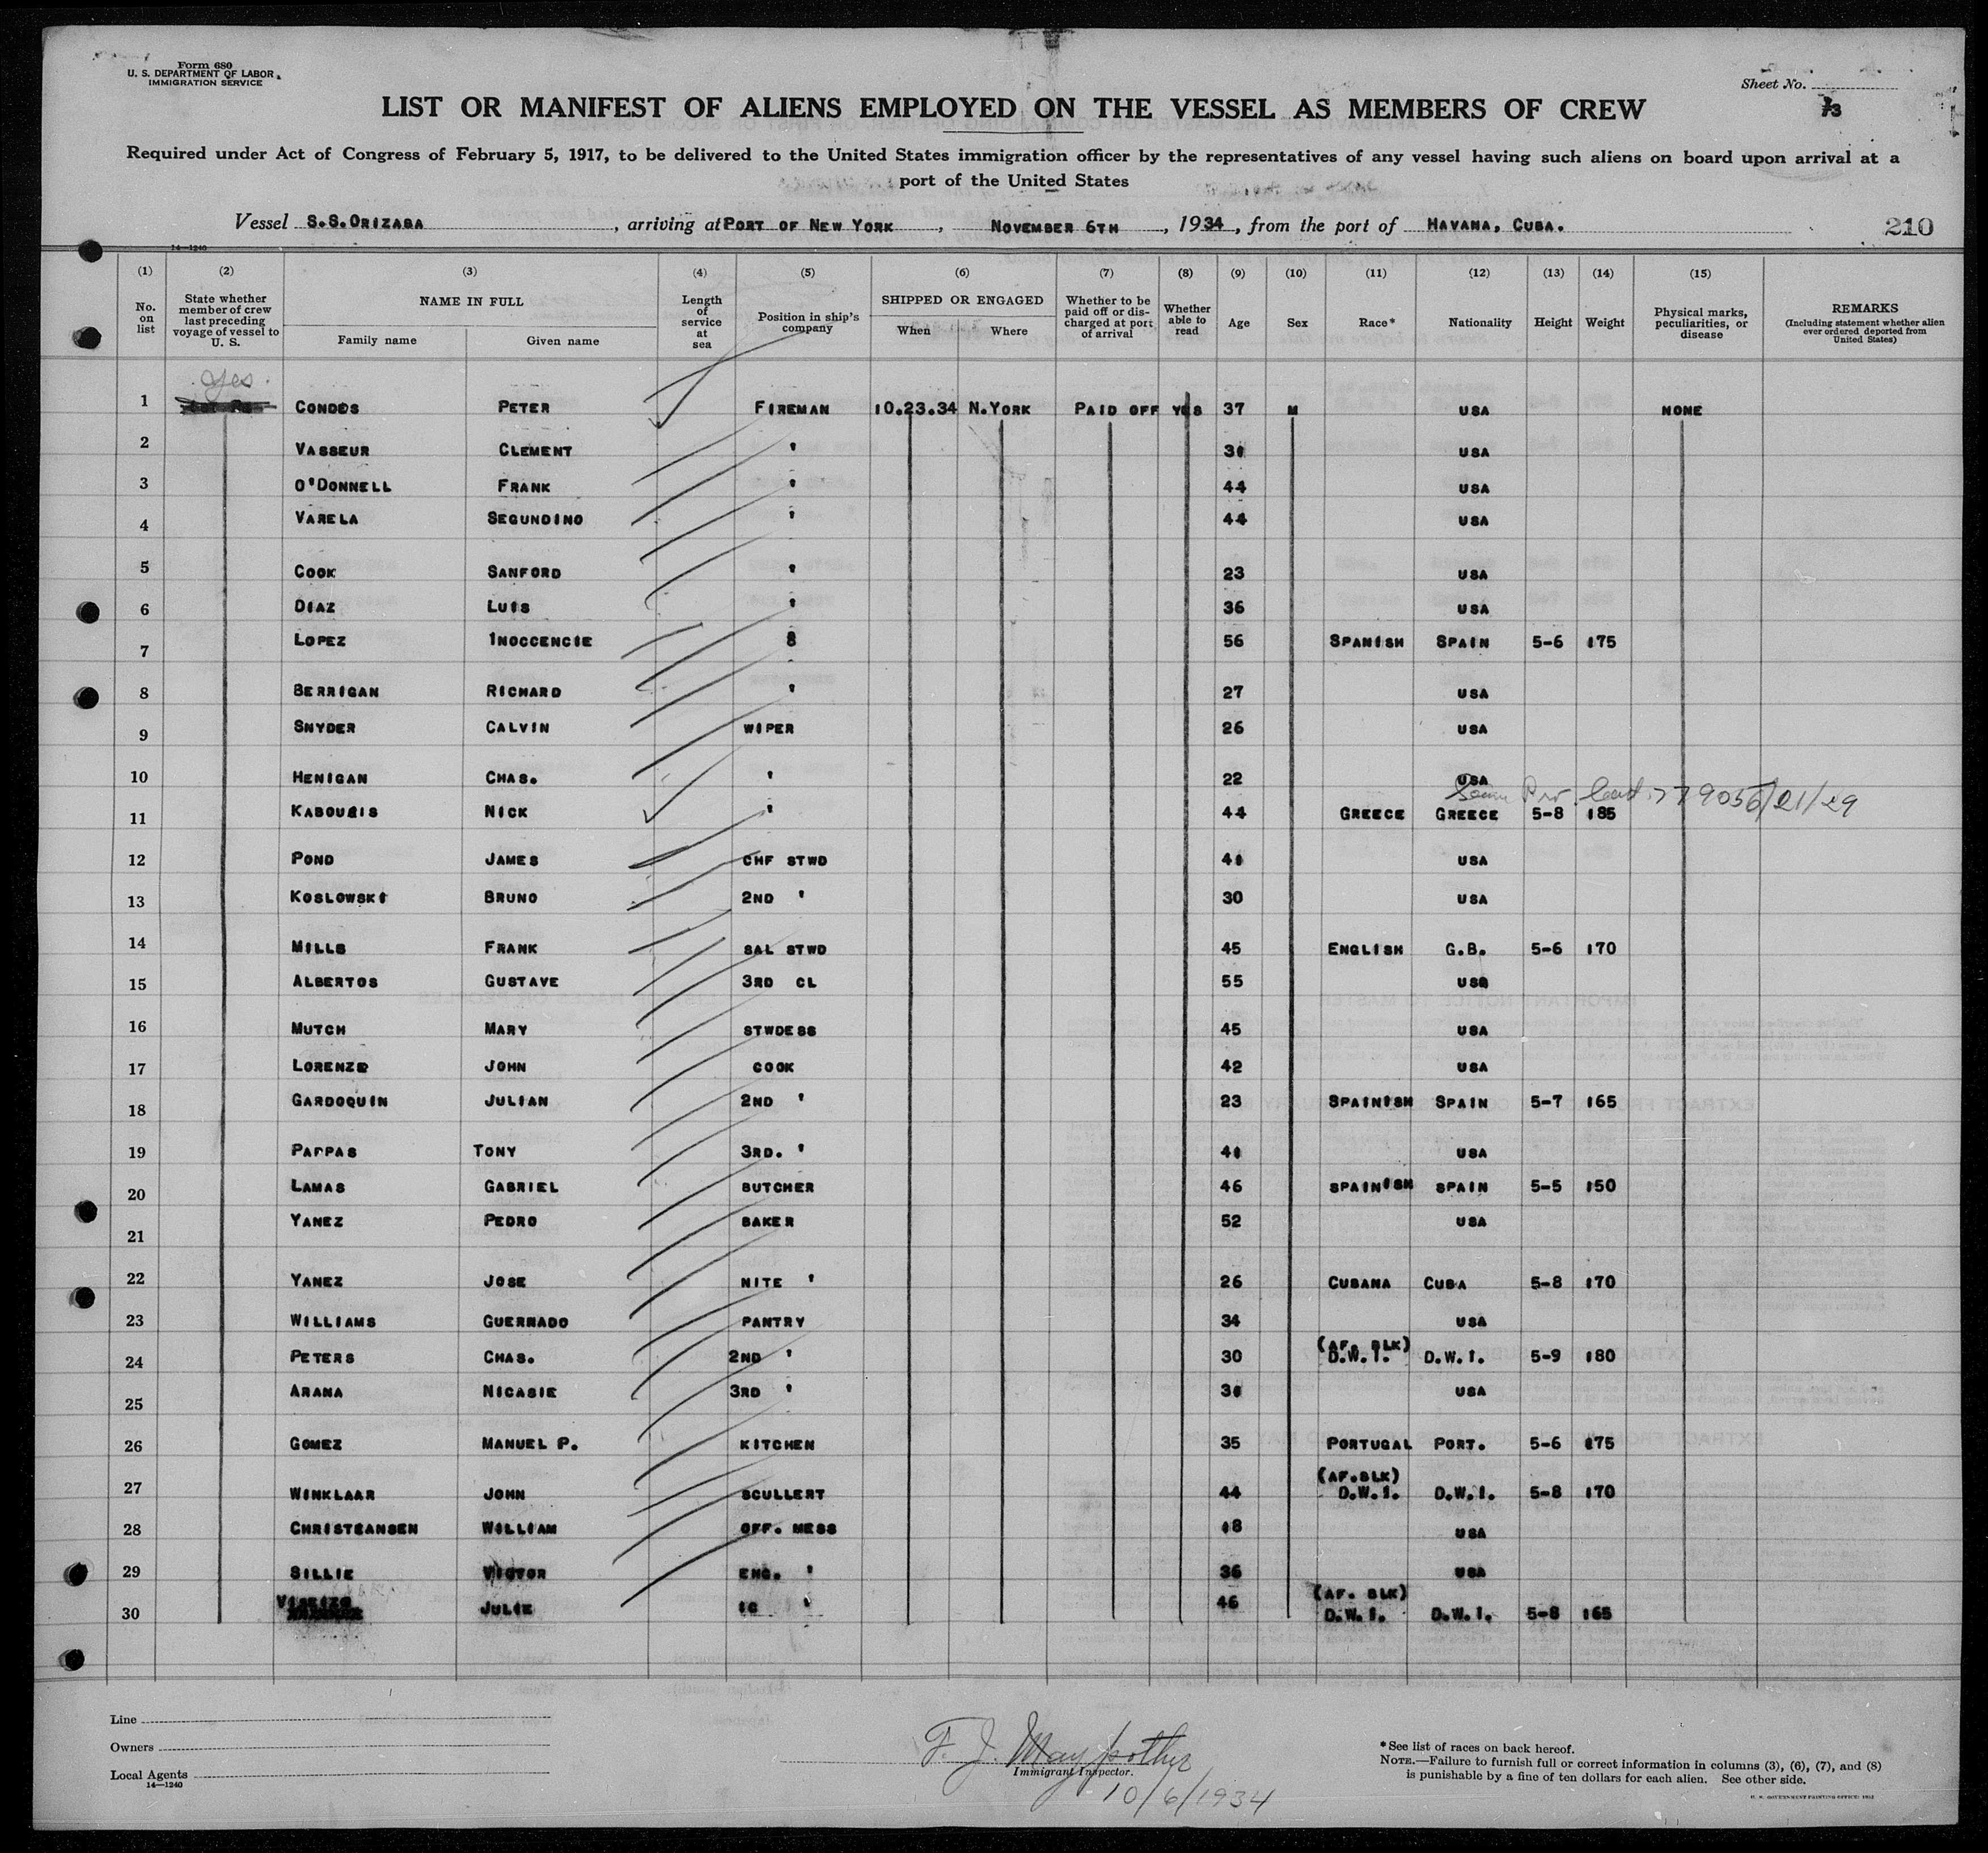 Form 680
U. S. DEPARTMENT OF LABOR
IMMIGRATION SERVICE
Sheet No.
LIST OR MANIFEST OF ALIENS EMPLOYED ON THE VESSEL AS MEMBERS OF CREW
Required under Act of Congress of February 5, 1917, to be delivered to the United States immigration officer by the representatives of any vessel having such aliens on board upon arrival at a
port of the United States
Vessel S.S.ORIZABA, arriving at PORT OF NEW YORK, NOVEMBER 6TH, 1934, from the port of HAVANA, CUBA. 210
14—1240
(1) (2) (3) (4) (5) (6) (7) (8) (9) (10) (11) (12) (13) (14) (15)
No. on list State whether member of crew last preceding voyage of vessel to U. S. NAME IN FULL Family name Given name Length of service at sea Position in ship's company SHIPPED OR ENGAGED When Where Whether to be paid off or discharged at port of arrival Whether able to read Age Sex Race* Nationality Height Weight Physical marks, peculiarities, or disease REMARKS (Including statement whether alien ever ordered deported from United States)
Yes.
1 CONDOS PETER FIREMAN 10.23.34 N.YORK PAID OFF YES 37 M USA NONE
2 VASSEUR CLEMENT ' USA
3 O'DONNELL FRANK ' 44 USA
4 VARELA SEGUNDINO ' 44 USA
5 COOK SANFORD ' 23 USA
6 DIAZ LUIS ' 36 USA
7 LOPEZ INOCCENCIE 8 56 SPANISH SPAIN 5-6 175
8 BERRIGAN RICHARD ' 27 USA
9 SNYDER CALVIN WIPER 26 USA
10 HENIGAN CHAS. ' 22 USA
11 KABOURIS NICK ' 44 GREECE GREECE 5-8 185
12 POND JAMES CHF STWD 41 USA
13 KOSLOWSKI BRUNO 2ND ' 30 USA
14 MILLS FRANK SAL STWD 45 ENGLISH G.B. 5-6 170
15 ALBERTOS GUSTAVE 3RD CL 55 USA
16 MUTCH MARY STWDESS 45 USA
17 LORENZO JOHN COOK 42 USA
18 GARDOQUIN JULIAN 2ND ' 23 SPAINISH SPAIN 5-7 165
19 PAPPAS TONY 3RD. ' 41 USA
20 LAMAS GABRIEL BUTCHER 46 SPAINISH SPAIN 5-5 150
21 YANEZ PEDRO BAKER 52 USA
22 YANEZ JOSE NITE ' 26 CUBANA CUBA 5-8 170
23 WILLIAMS GUERNADO PANTRY 34 USA
24 PETERS CHAS. 2ND ' 30 (AF. BLK) D.W.I. D.W.I. 5-9 180
25 ARANA NICASIE 3RD ' USA
26 GOMEZ MANUEL P. KITCHEN 35 PORTUGAL PORT. 5-6 175
27 WINKLAAR JOHN SCULLERT 44 (AF.BLK) D.W.I. D.W.I. 5-8 170
28 CHRISTEANSEN WILLIAM OFF. MESS 18 USA
29 SILLIE VICTOR ENG. ' 36 USA
30 JULIE ' 46 (AF. BLK) D.W.I. D.W.I. 5-8 165
Line
Owners
Local Agents
14—1240
F. J. Maypother
Immigrant Inspector.
10/6/1934
*See list of races on back hereof.
NOTE.—Failure to furnish full or correct information in columns (3), (6), (7), and (8)
is punishable by a fine of ten dollars for each alien. See other side.